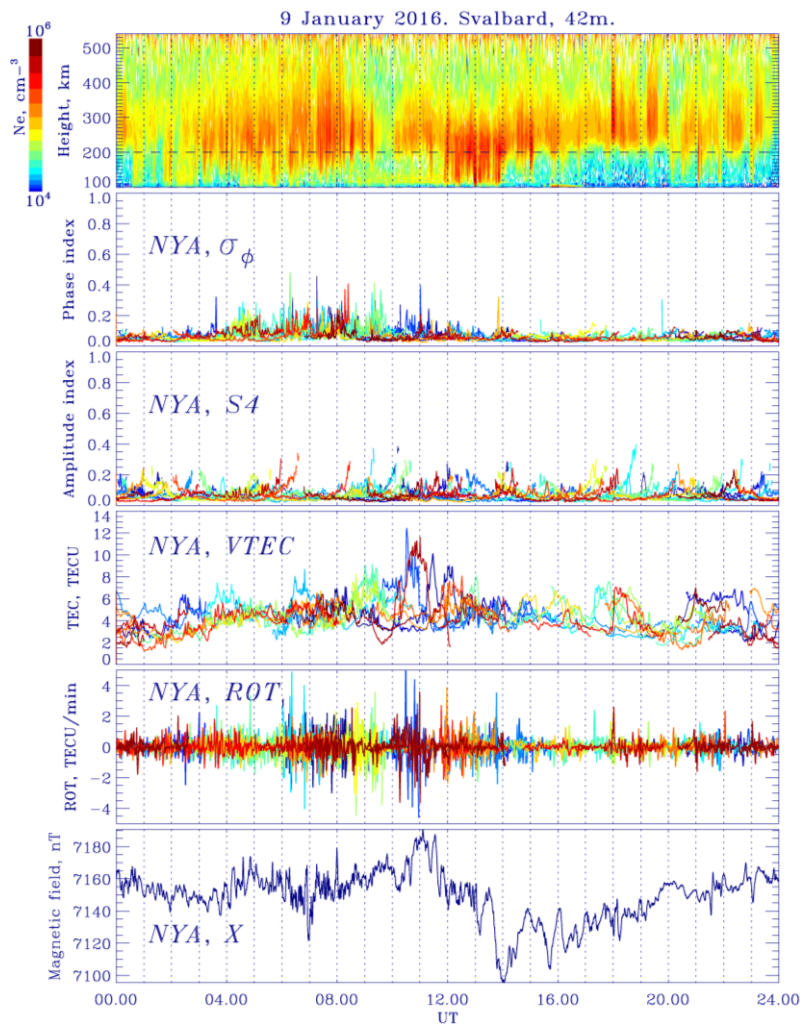 9 January 2016. Svalbard, 42m.
10⁶
Ne, cm⁻³
10⁴
Height, km
500
400
300
200
100
Phase index
1.0
0.8
0.6
0.4
0.2
0.0
NYA, σ_ϕ
Amplitude index
1.0
0.8
0.6
0.4
0.2
0.0
NYA, S4
TEC, TECU
14
12
10
8
6
4
2
0
NYA, VTEC
ROT, TECU/min
4
2
0
−2
−4
NYA, ROT
Magnetic field, nT
7180
7160
7140
7120
7100
NYA, X
00.00 04.00 08.00 12.00 16.00 20.00 24.00
UT